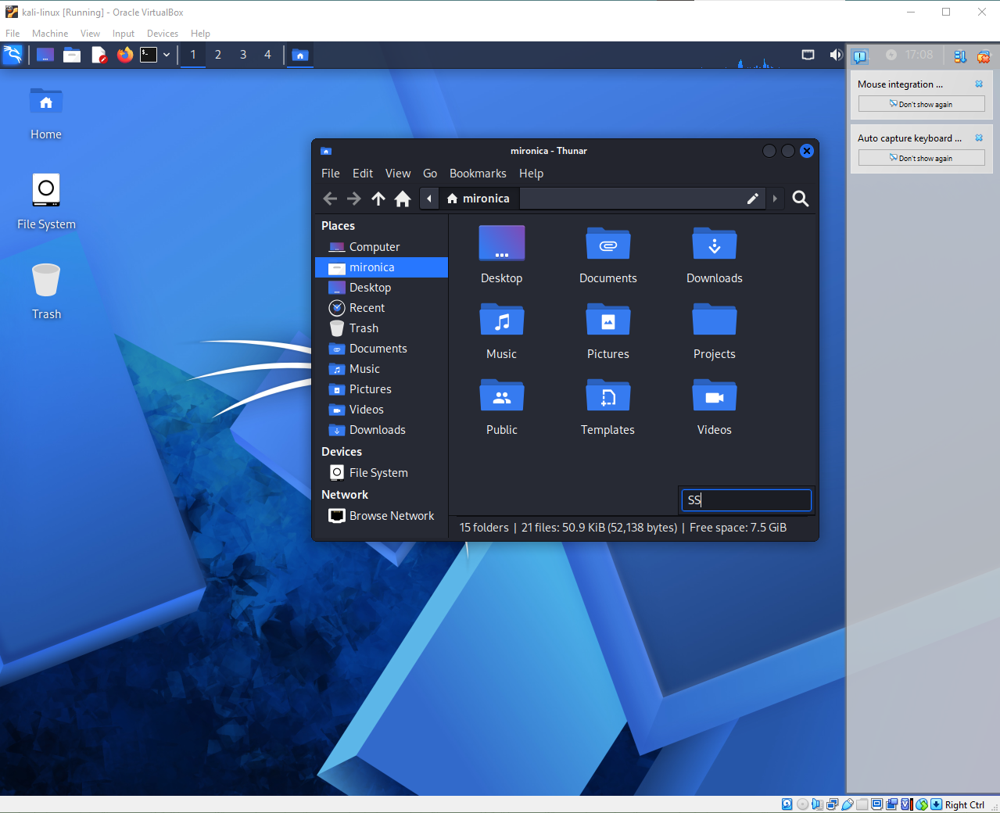 kali-linux [Running] - Oracle VirtualBox
File Machine View Input Devices Help
1 2 3 4
17:08
Mouse integration ...
Don't show again
Auto capture keyboard ...
Don't show again
Home
File System
Trash
mironica - Thunar
File Edit View Go Bookmarks Help
mironica
Places
Computer
mironica
Desktop
Recent
Trash
Documents
Music
Pictures
Videos
Downloads
Devices
File System
Network
Browse Network
Desktop Documents Downloads
Music Pictures Projects
Public Templates Videos
SS
15 folders | 21 files: 50.9 KiB (52,138 bytes) | Free space: 7.5 GiB
Right Ctrl